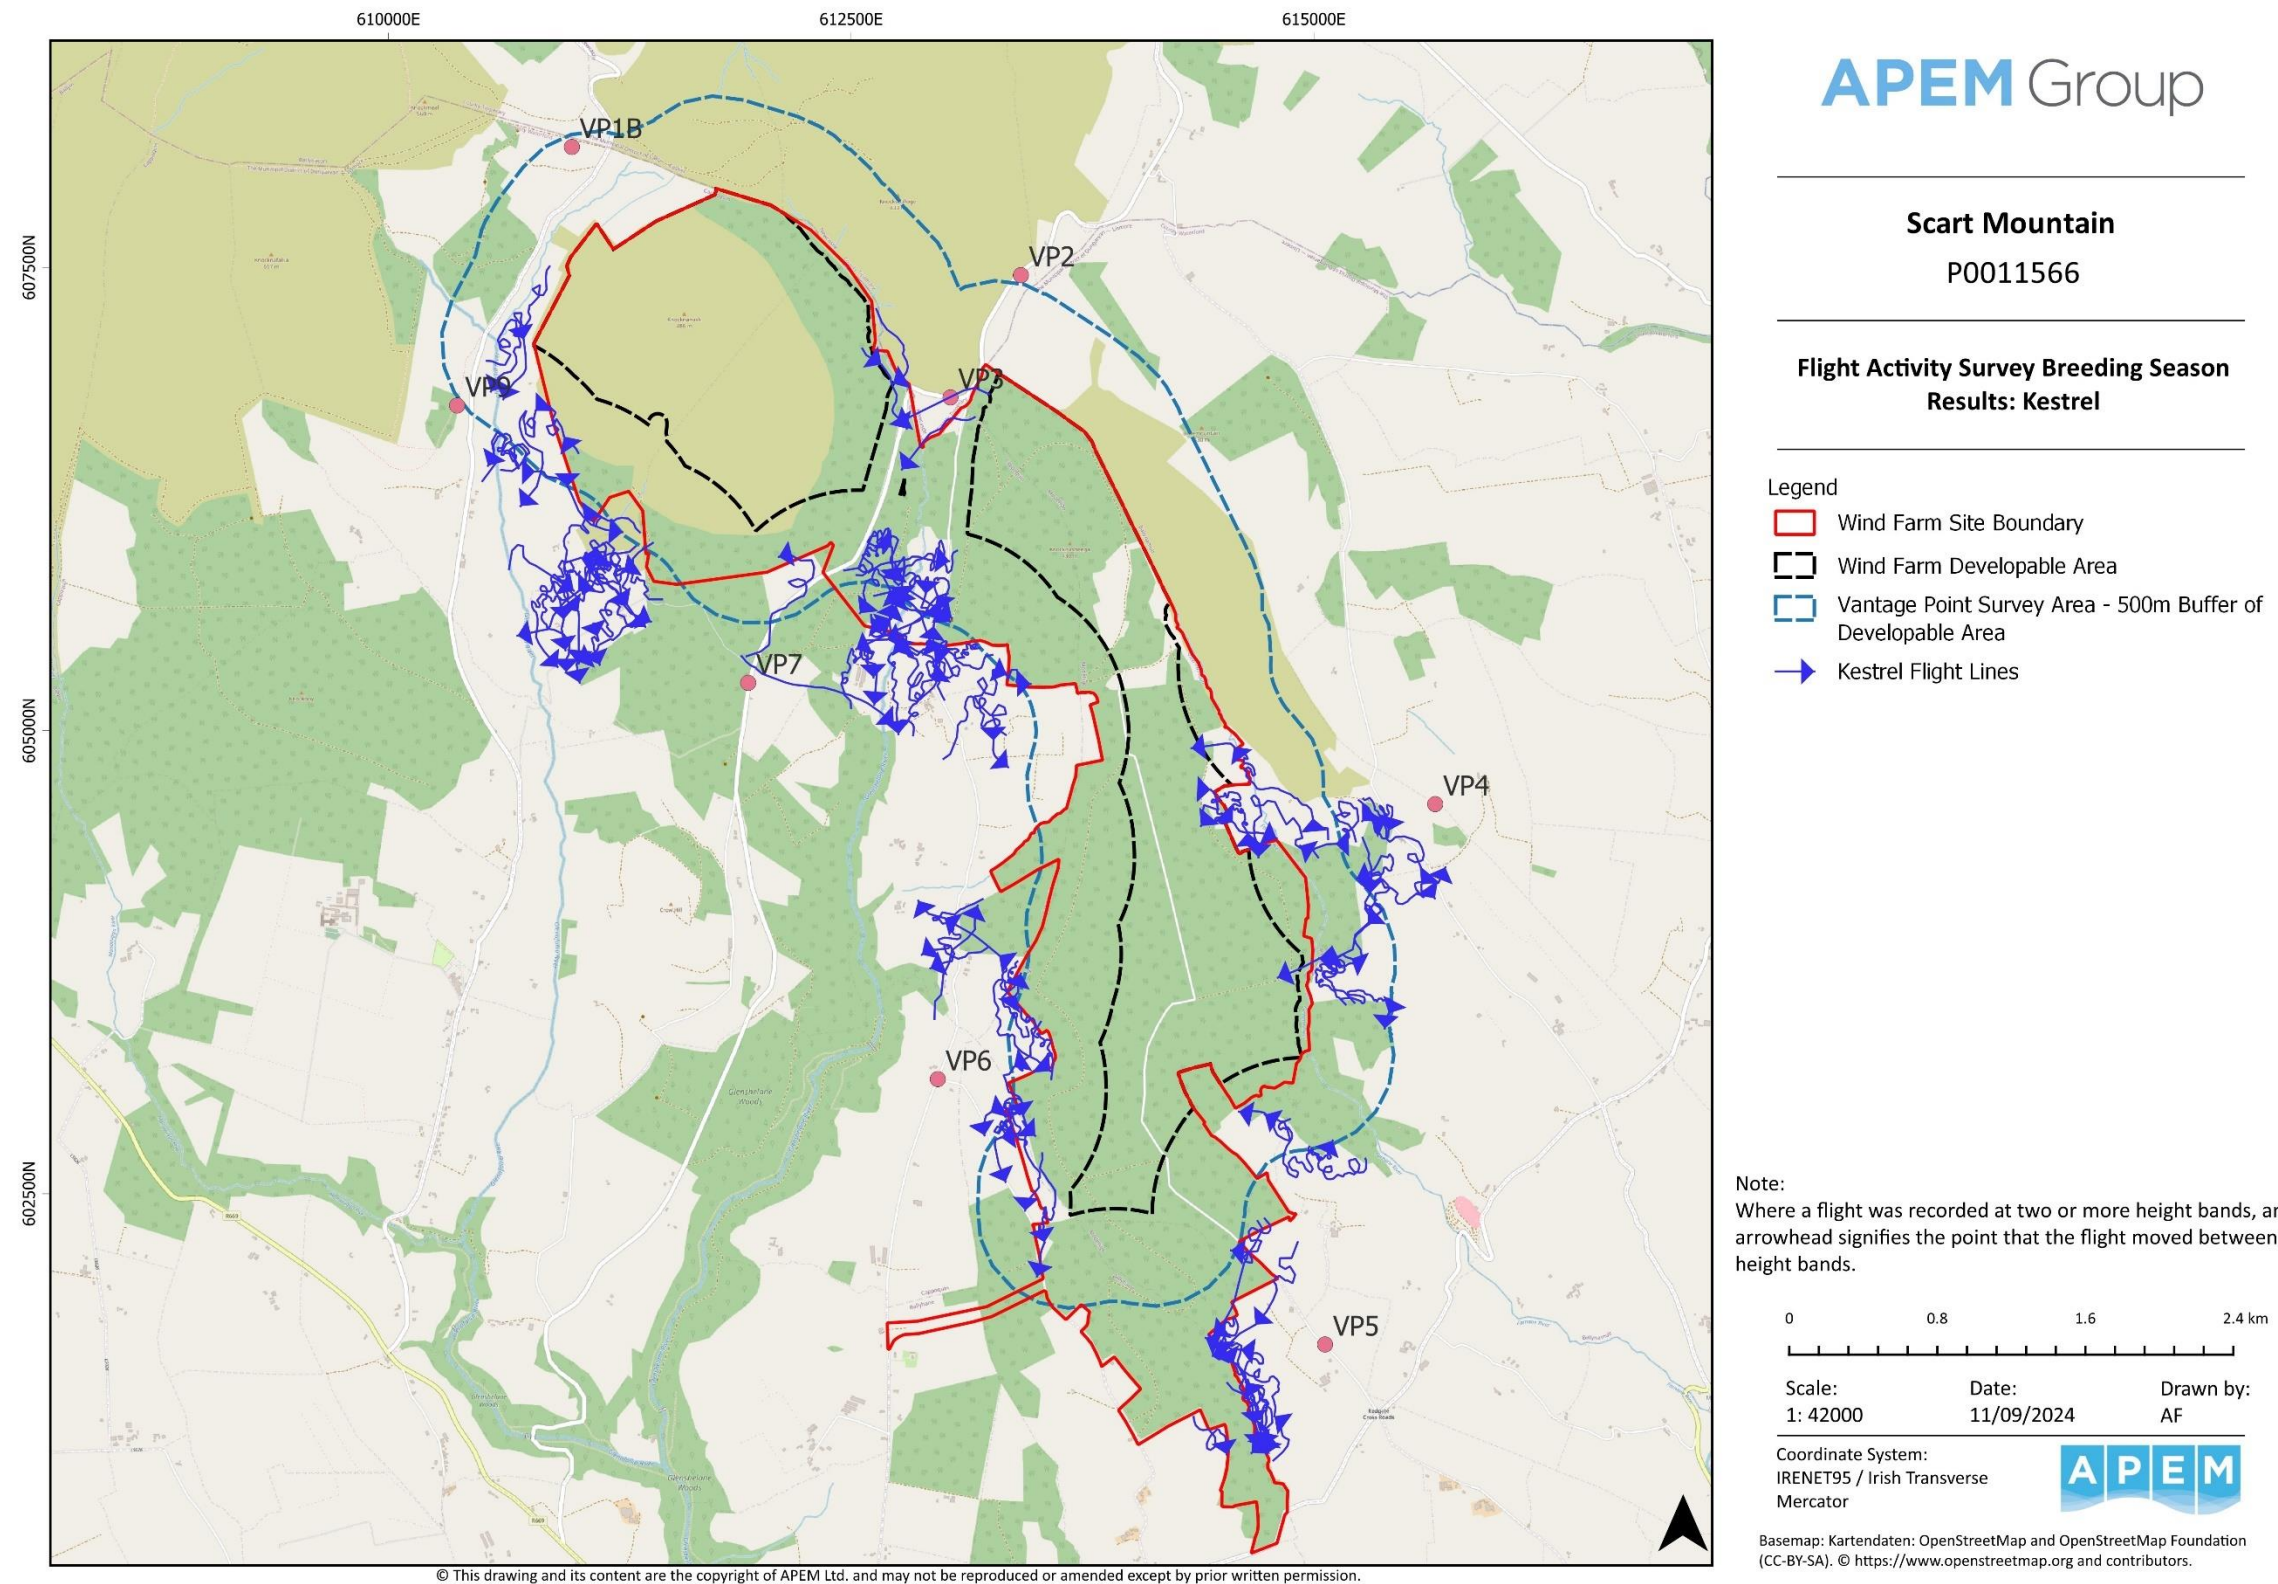 610000E
612500E
615000E
607500N
605000N
602500N
VP1B
VP2
VP3
VP9
VP7
VP4
VP6
VP5
Glenshelane
Woods
Glenshelane
Woods
R669
R669
APEM Group
Scart Mountain
P0011566
Flight Activity Survey Breeding Season
Results: Kestrel
Legend
Wind Farm Site Boundary
Wind Farm Developable Area
Vantage Point Survey Area - 500m Buffer of
Developable Area
Kestrel Flight Lines
Note:
Where a flight was recorded at two or more height bands, ar
arrowhead signifies the point that the flight moved between
height bands.
0 0.8 1.6 2.4 km
Scale: Date: Drawn by:
1: 42000 11/09/2024 AF
Coordinate System:
IRENET95 / Irish Transverse
Mercator
APEM
Basemap: Kartendaten: OpenStreetMap and OpenStreetMap Foundation
(CC-BY-SA). © https://www.openstreetmap.org and contributors.
© This drawing and its content are the copyright of APEM Ltd. and may not be reproduced or amended except by prior written permission.